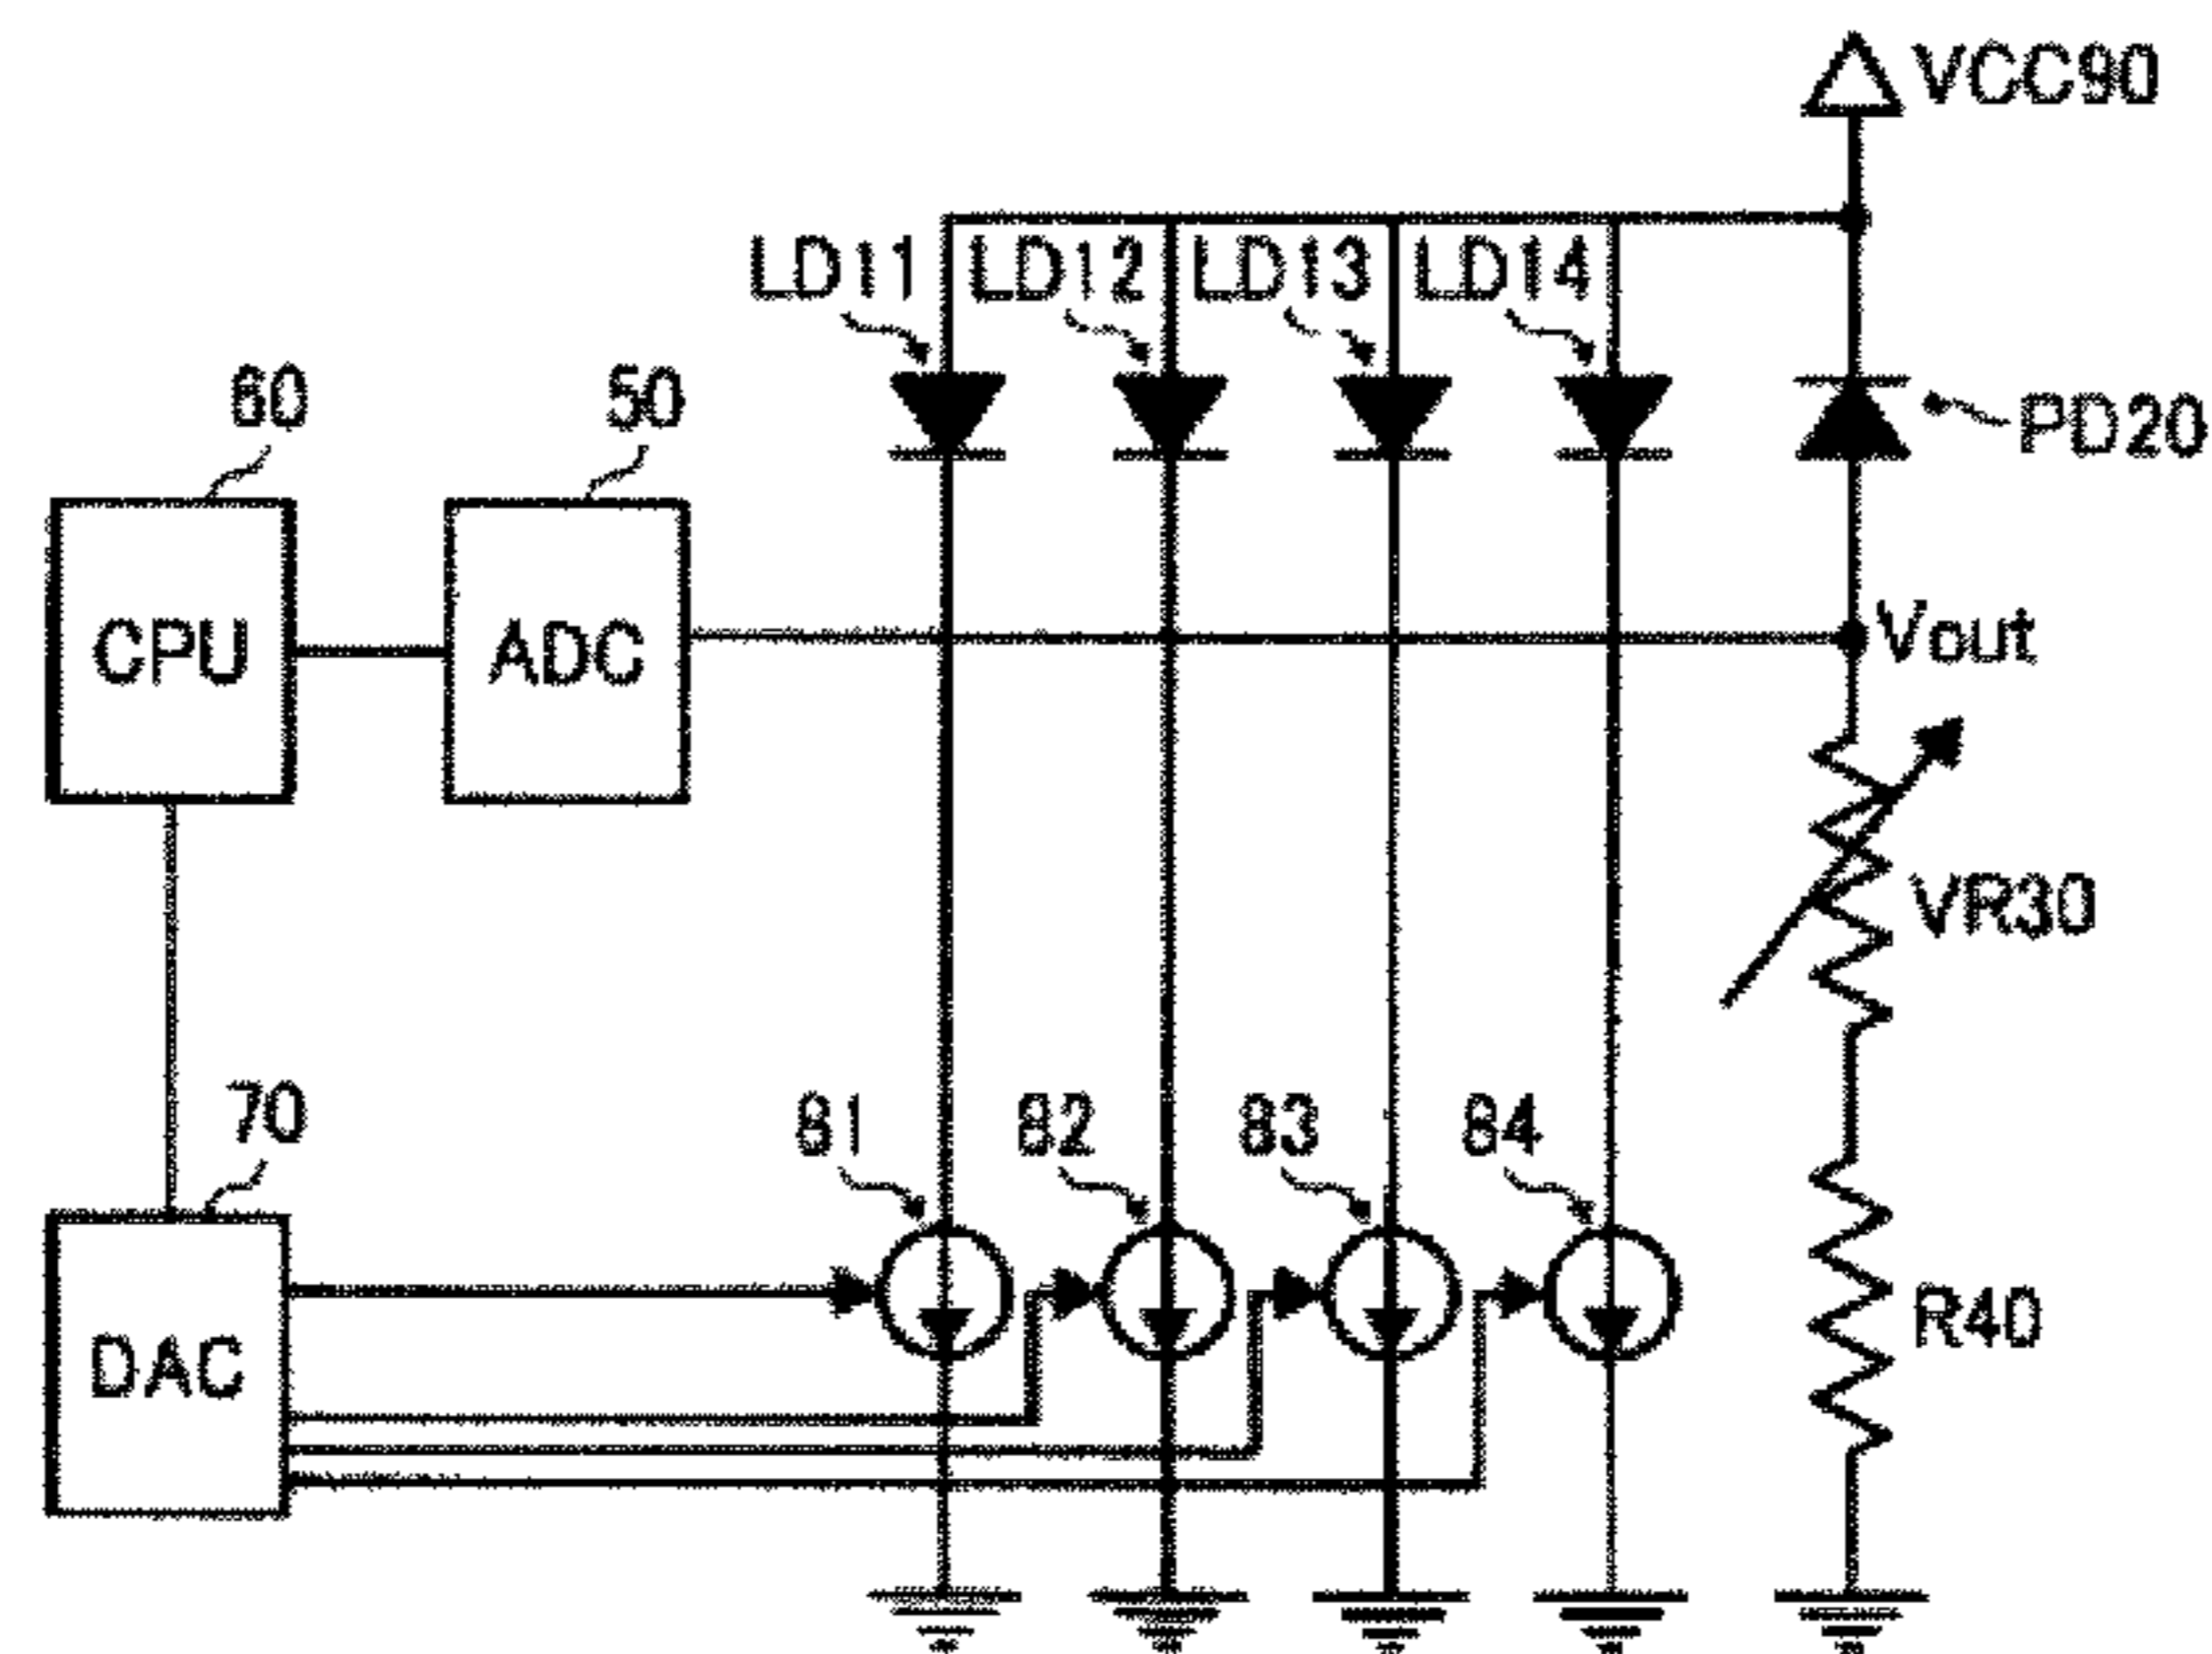 VCC90
LD11 LD12 LD13 LD14
60 50 PD20
CPU ADC Vout
VR30
70 81 82 83 84
DAC R40